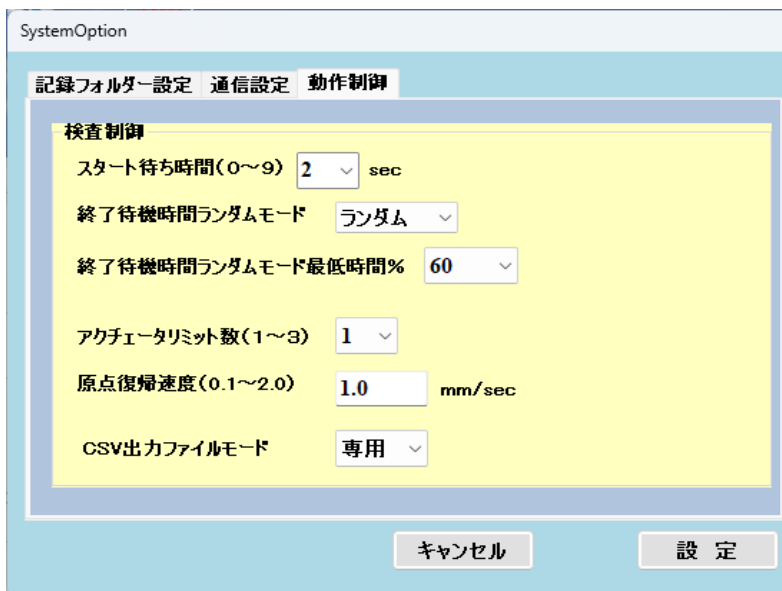 SystemOption
記録フォルダー設定 通信設定 動作制御
検査制御
スタート待ち時間(0～9) 2 sec
終了待機時間ランダムモード ランダム
終了待機時間ランダムモード最低時間% 60
アクチェータリミット数(1～3) 1
原点復帰速度(0.1～2.0) 1.0 mm/sec
CSV出力ファイルモード 専用
キャンセル 設 定